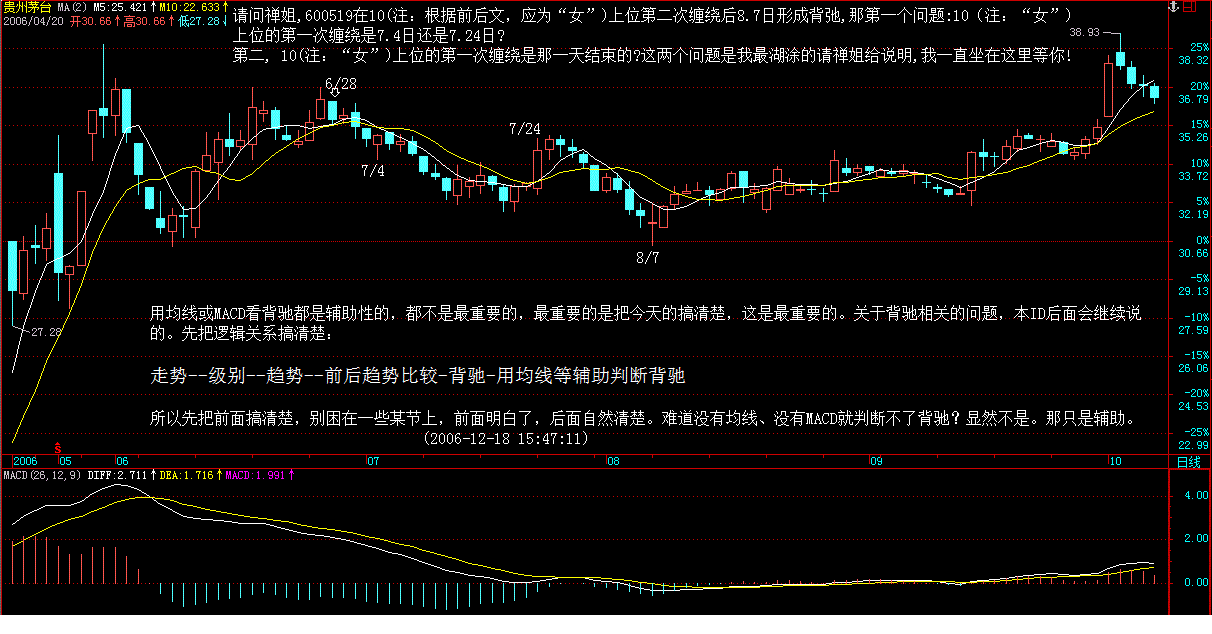 贵州茅台 MA(2) M5:25.421↑M10:22.633↑
2006/04/20 开30.66↑高30.66↑低27.28↓
请问禅姐,600519在10(注：根据前后文，应为“女”)上位第二次缠绕后8.7日形成背弛,那第一个问题:10（注：“女”）
上位的第一次缠绕是7.4日还是7.24日?
第二, 10(注：“女”)上位的第一次缠绕是那一天结束的?这两个问题是我最湖涂的请禅姐给说明,我一直坐在这里等你!
38.93
25%
38.32
20%
36.79
15%
35.26
10%
33.72
5%
32.19
0%
30.66
-5%
29.13
-10%
27.59
-15%
26.06
-20%
24.53
-25%
22.99
6/28
7/4
7/24
8/7
27.28
用均线或MACD看背驰都是辅助性的，都不是最重要的，最重要的是把今天的搞清楚，这是最重要的。关于背驰相关的问题，本ID后面会继续说
的。先把逻辑关系搞清楚：
走势--级别--趋势--前后趋势比较-背驰-用均线等辅助判断背驰
所以先把前面搞清楚，别困在一些某节上，前面明白了，后面自然清楚。难道没有均线、没有MACD就判断不了背驰？显然不是。那只是辅助。
(2006-12-18 15:47:11)
S
2006 05 06 07 08 09 10 日线
MACD(26,12,9) DIFF:2.711↑DEA:1.716↑MACD:1.991↑
4.00
2.00
0.00